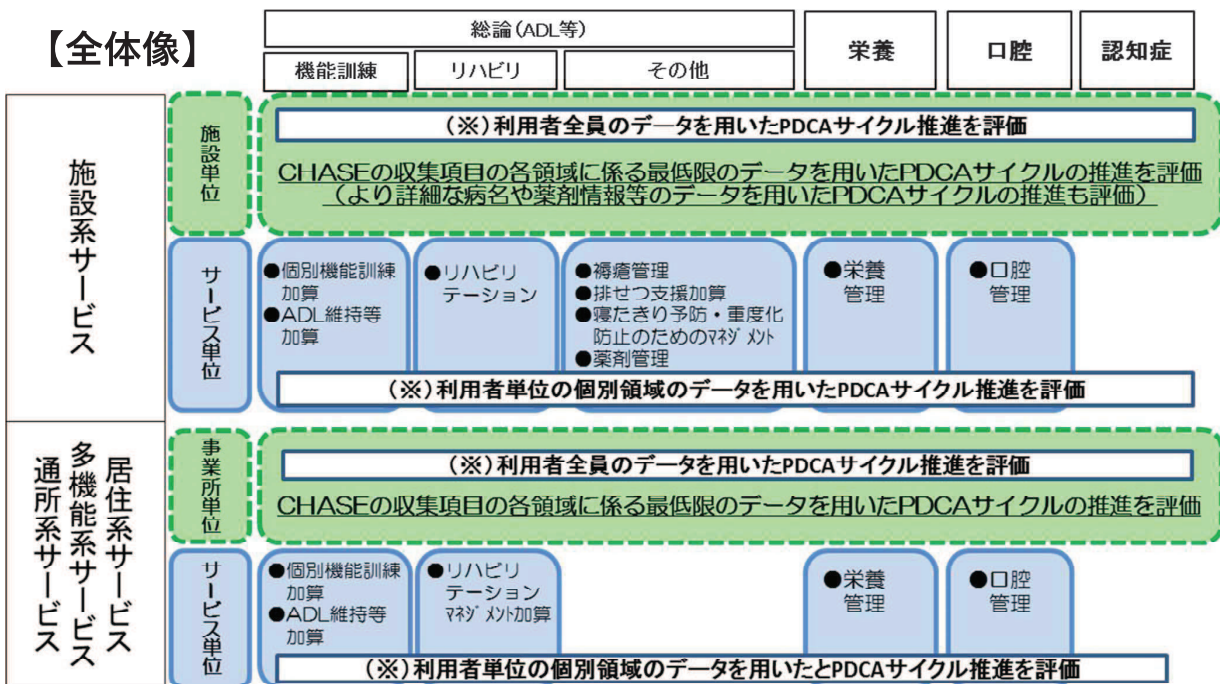 【全体像】
総論(ADL等)
機能訓練
リハビリ
その他
栄養
口腔
認知症
施設系サービス
施設単位
(※)利用者全員のデータを用いたPDCAサイクル推進を評価
CHASEの収集項目の各領域に係る最低限のデータを用いたPDCAサイクルの推進を評価
(より詳細な病名や薬剤情報等のデータを用いたPDCAサイクルの推進も評価)
サービス単位
●個別機能訓練
加算
●ADL維持等
加算
●リハビリ
テーション
●褥瘡管理
●排せつ支援加算
●寝たきり予防・重度化
防止のためのマネジメント
●薬剤管理
●栄養
管理
●口腔
管理
(※)利用者単位の個別領域のデータを用いたPDCAサイクル推進を評価
居住系サービス
多機能系サービス
通所系サービス
事業所単位
(※)利用者全員のデータを用いたPDCAサイクル推進を評価
CHASEの収集項目の各領域に係る最低限のデータを用いたPDCAサイクルの推進を評価
サービス単位
●個別機能訓練
加算
●ADL維持等
加算
●リハビリ
テーション
マネジメント加算
●栄養
管理
●口腔
管理
(※)利用者単位の個別領域のデータを用いたとPDCAサイクル推進を評価